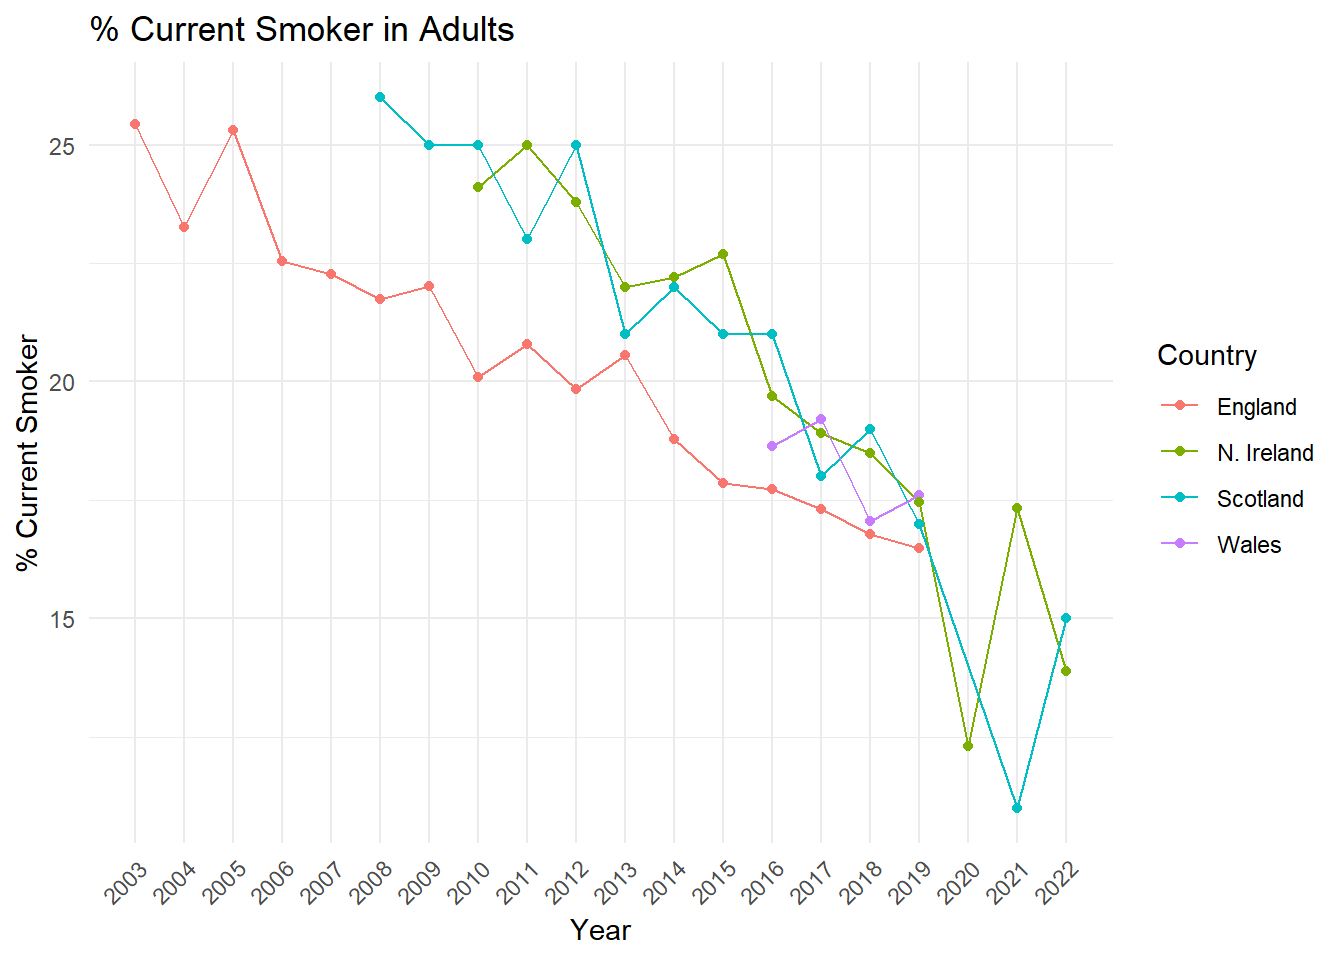 % Current Smoker in Adults
% Current Smoker
25
20
15
2003
2004
2005
2006
2007
2008
2009
2010
2011
2012
2013
2014
2015
2016
2017
2018
2019
2020
2021
2022
Year
Country
England
N. Ireland
Scotland
Wales